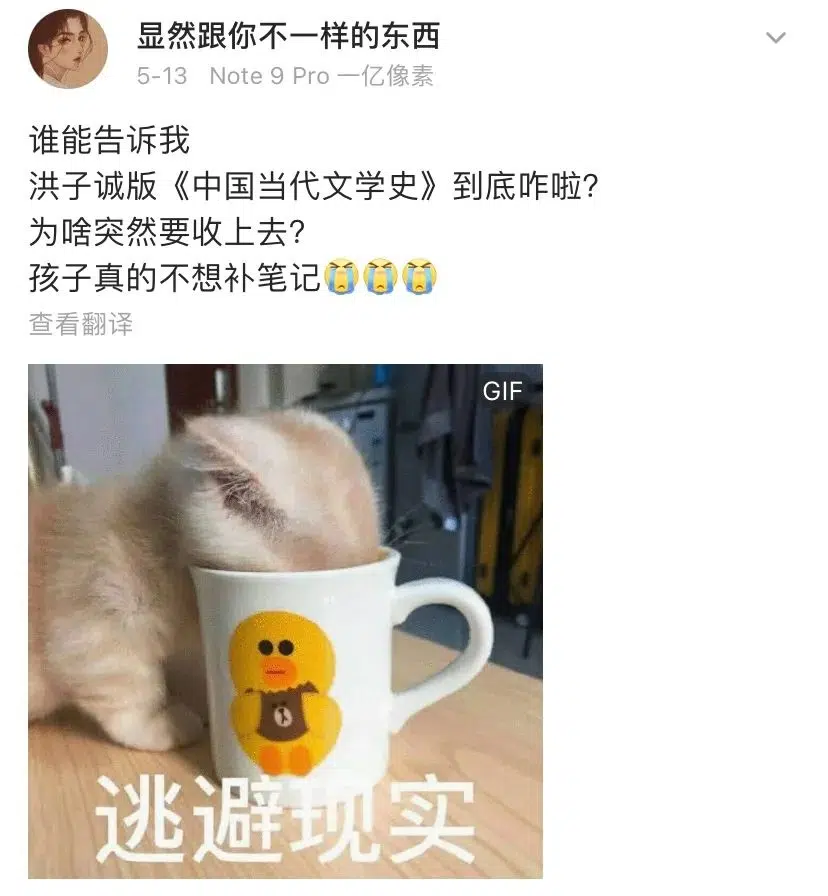 显然跟你不一样的东西
5-13 Note 9 Pro 一亿像素
谁能告诉我
洪子诚版《中国当代文学史》到底咋啦?
为啥突然要收上去?
孩子真的不想补笔记😭😭😭
查看翻译
GIF
逃避现实